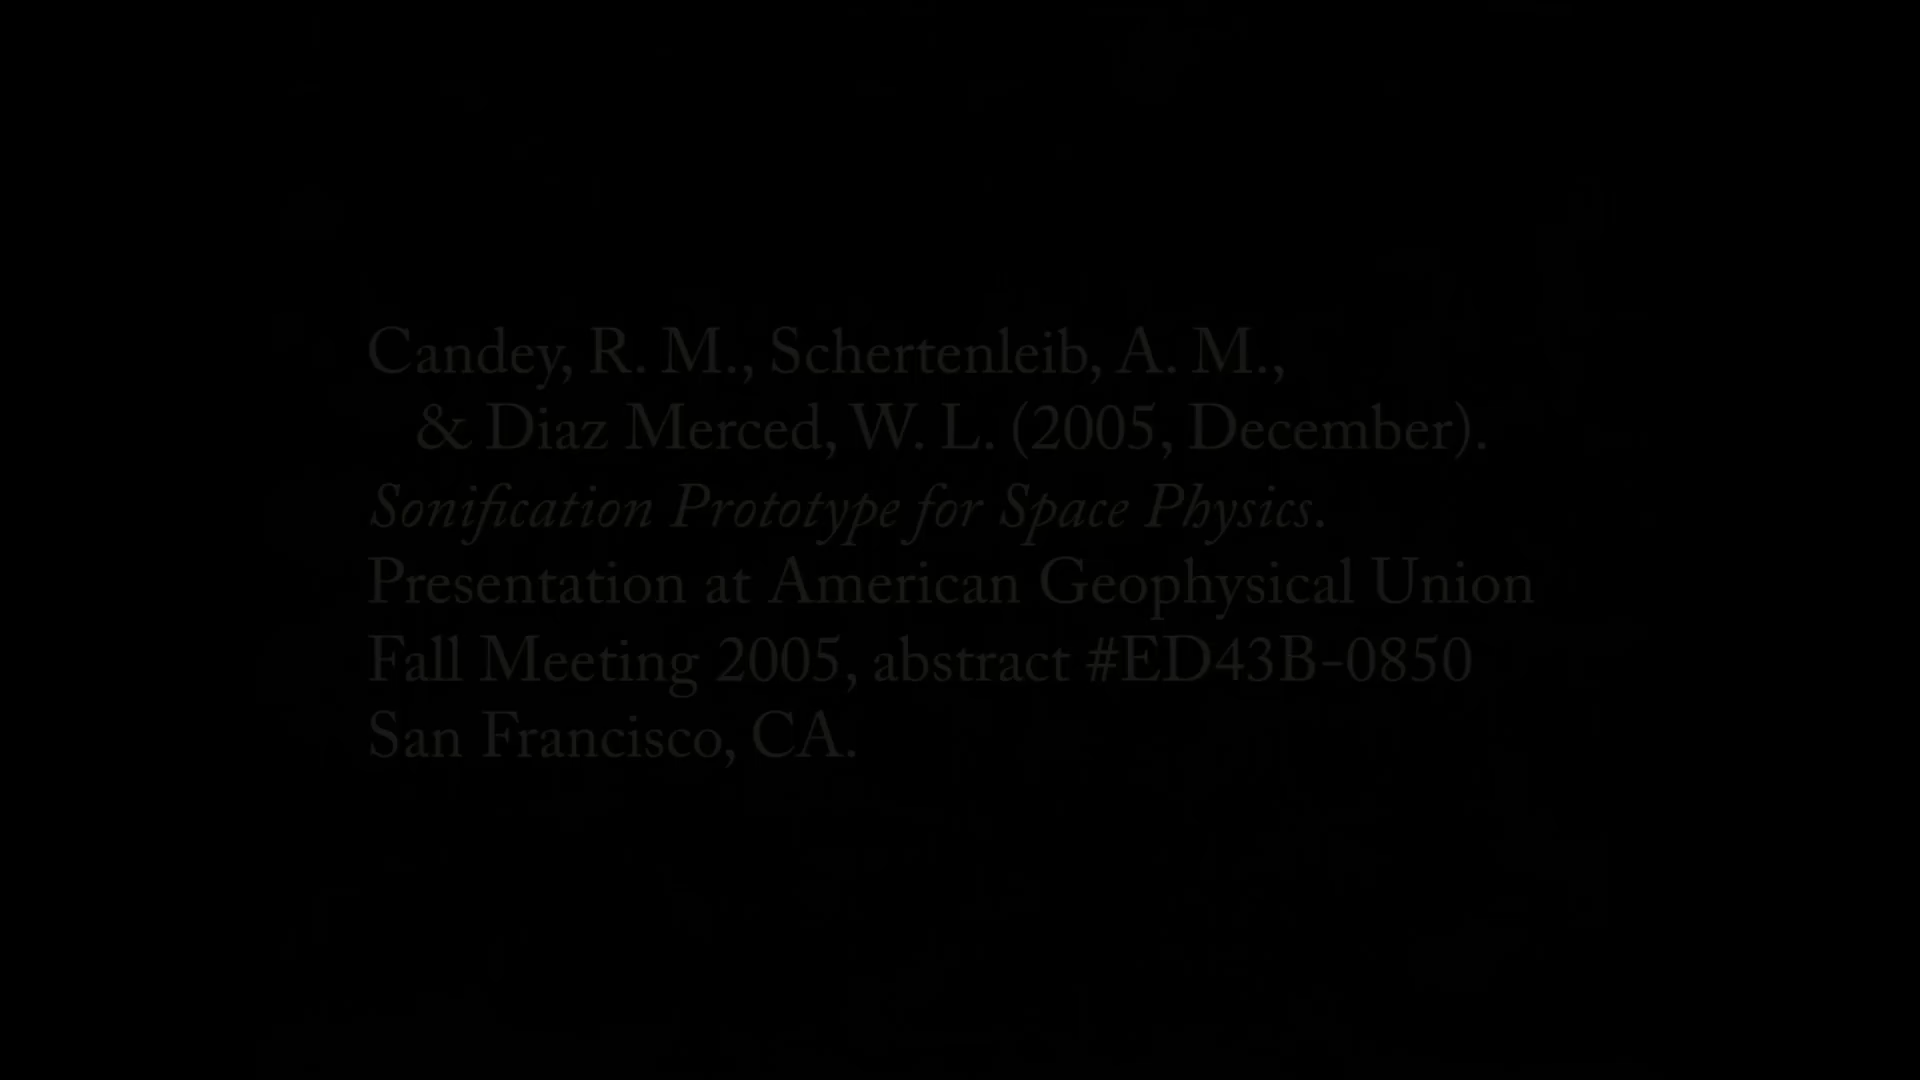 Candey, R. M., Schertenleib, A. M.,
& Diaz Merced, W. L. (2005, December).
Sonification Prototype for Space Physics.
Presentation at American Geophysical Union
Fall Meeting 2005, abstract #ED43B-0850
San Francisco, CA.